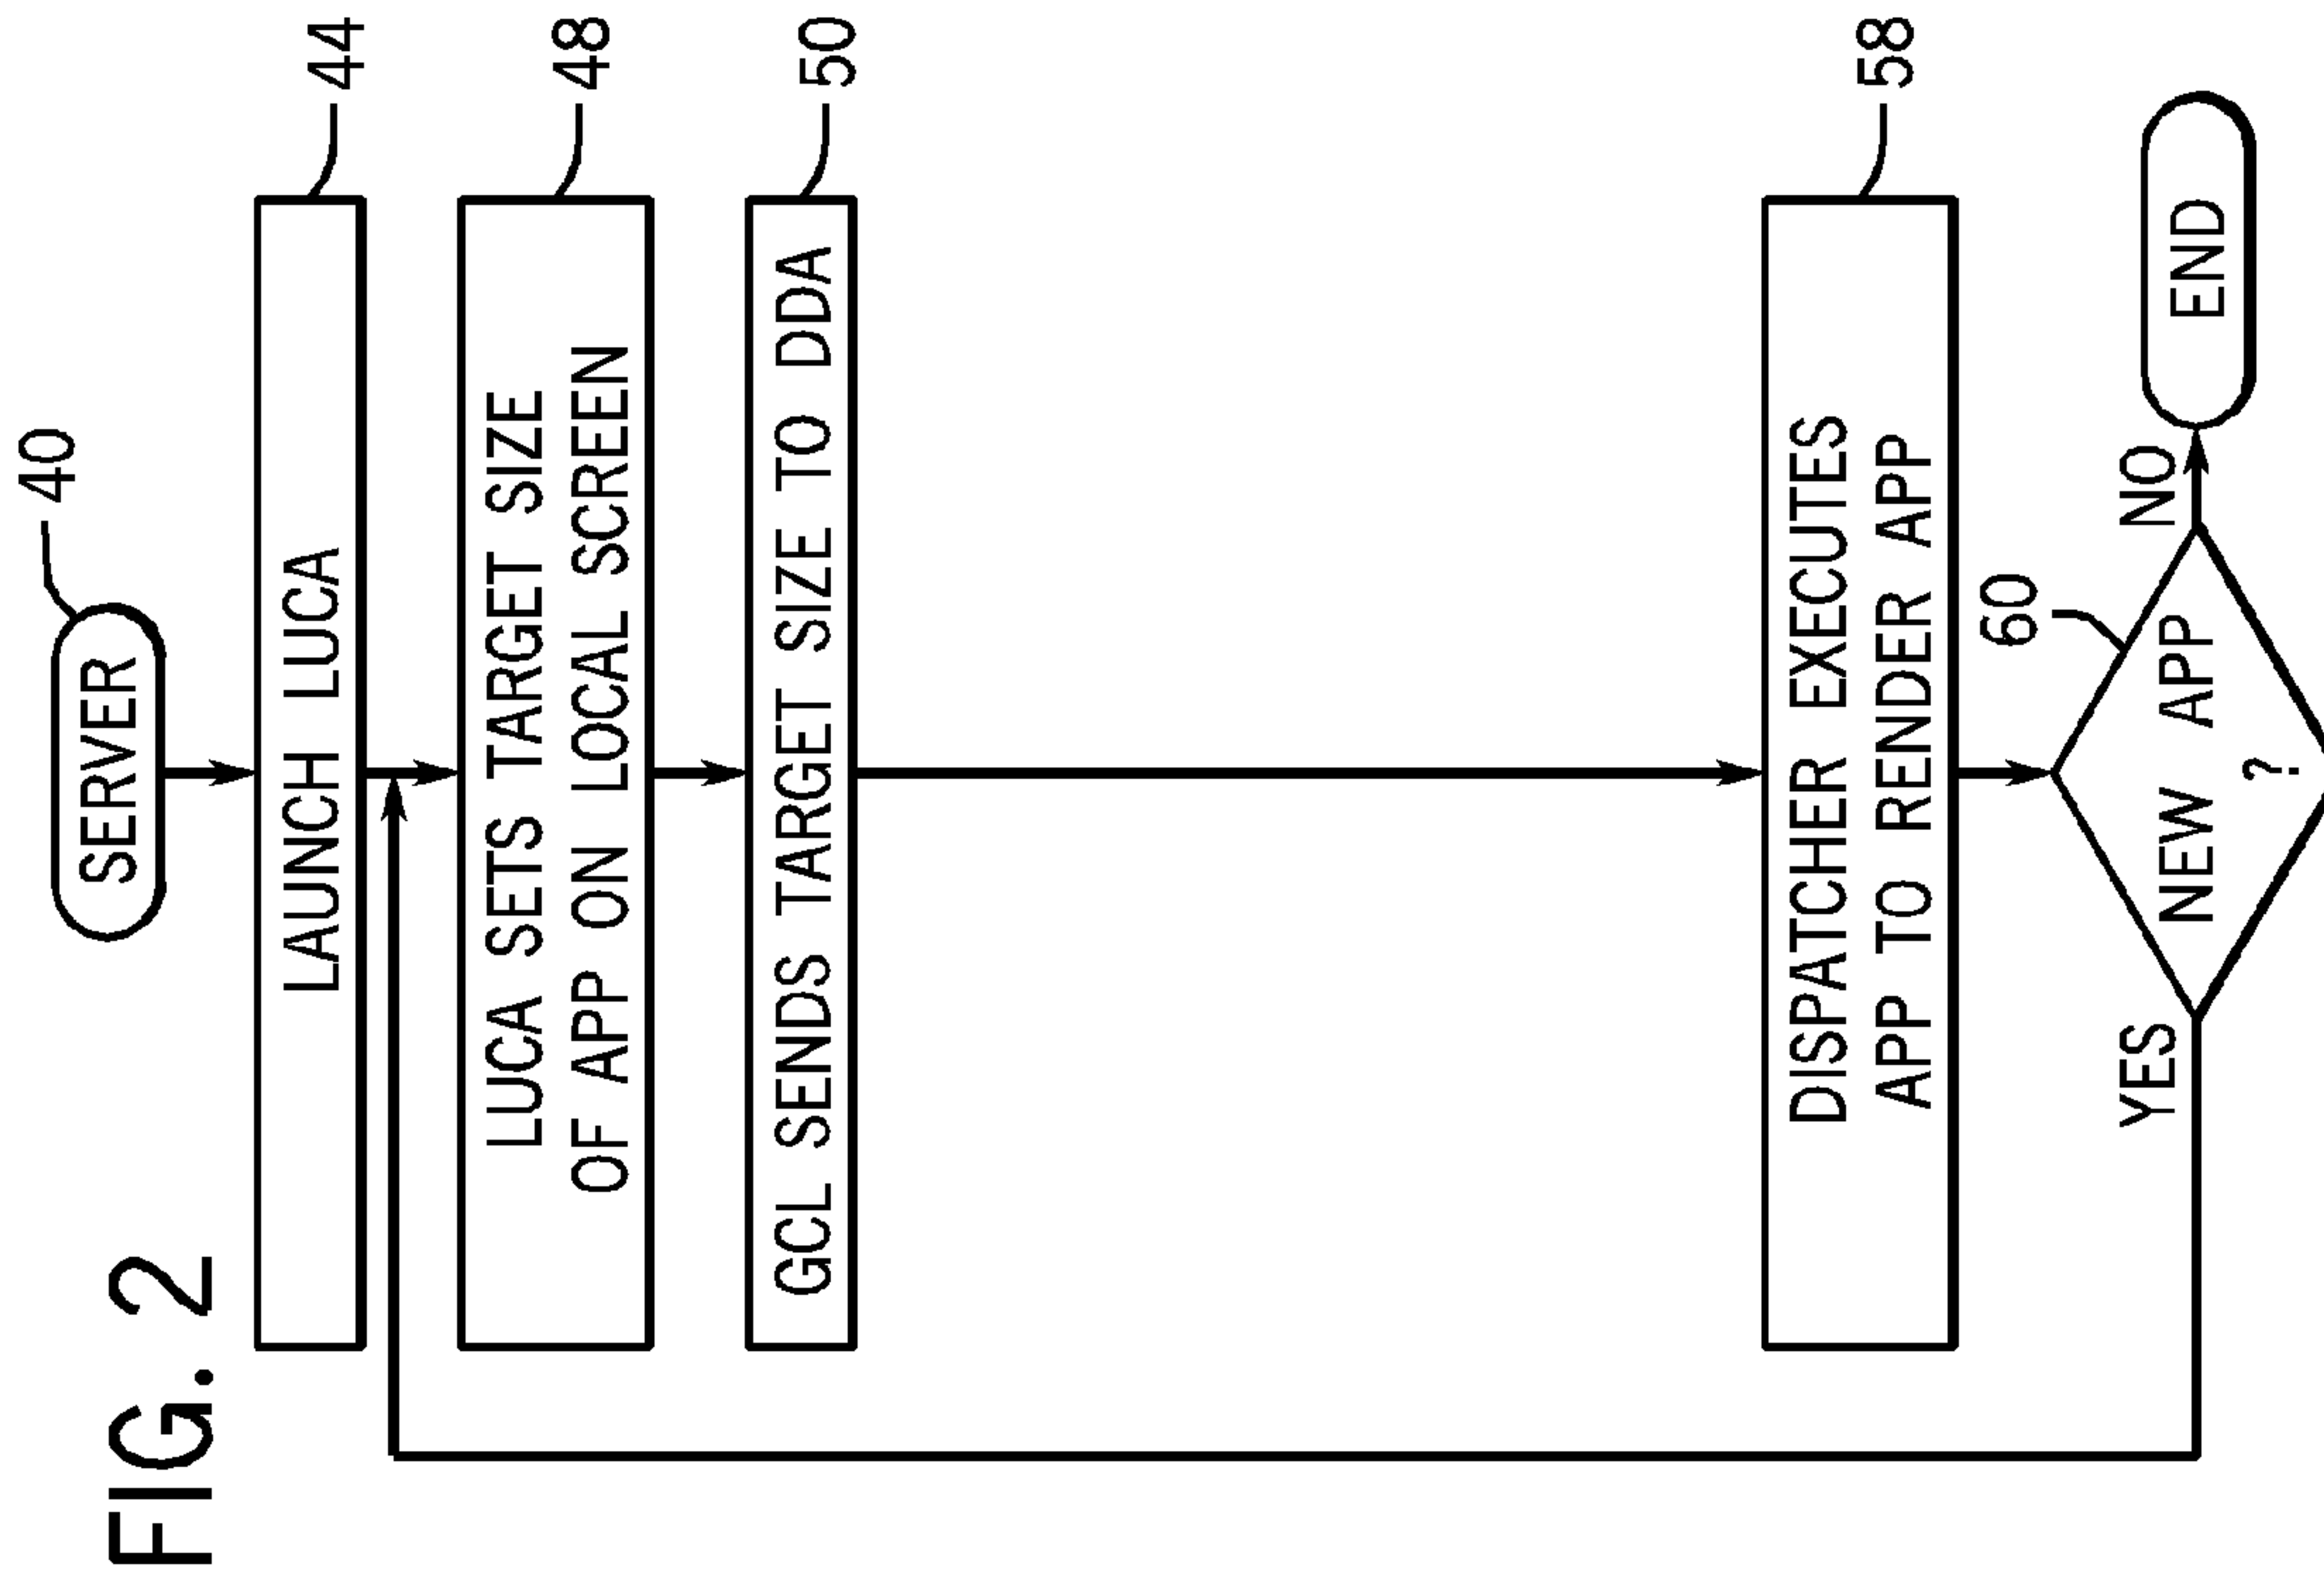 FIG. 2
SERVER
40
LAUNCH LUCA
44
LUCA SETS TARGET SIZE
OF APP ON LOCAL SCREEN
48
GCL SENDS TARGET SIZE TO DDA
50
DISPATCHER EXECUTES
APP TO RENDER APP
58
60
YES
NEW APP
?
NO
END